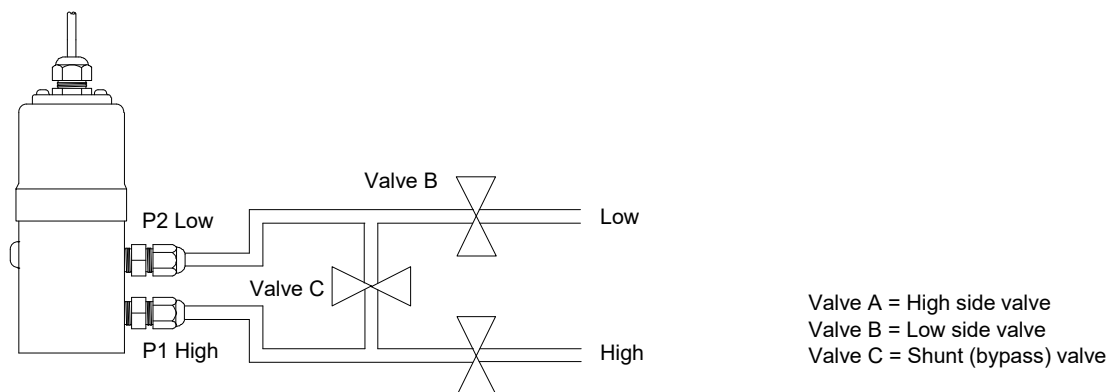 Valve B
P2 Low
Low
Valve C
P1 High
High
Valve A = High side valve
Valve B = Low side valve
Valve C = Shunt (bypass) valve